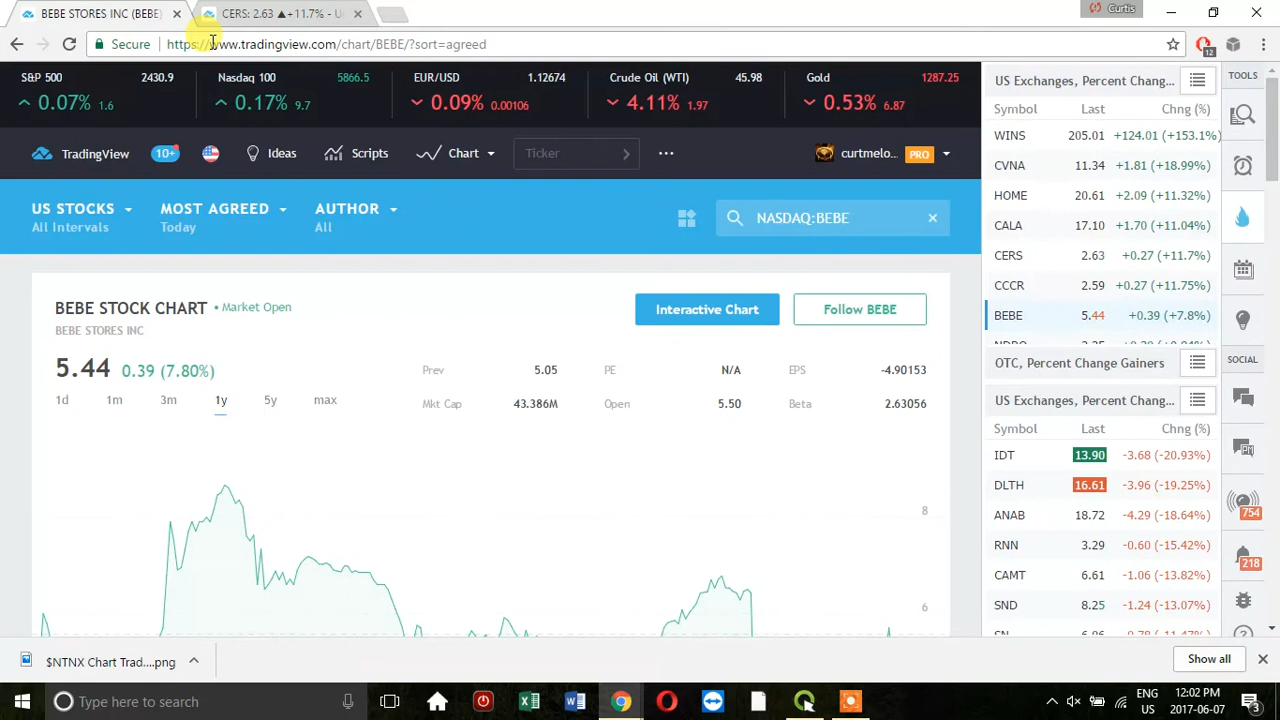 BEBE STORES INC (BEBE)
CERS: 2.63 ▲+11.7% - U
Curtis
Secure
https://www.tradingview.com/chart/BEBE/?sort=agreed
12
S&P 500 2430.9
0.07% 1.6
Nasdaq 100 5866.5
0.17% 9.7
EUR/USD 1.12674
0.09% 0.00106
Crude Oil (WTI) 45.98
4.11% 1.97
Gold 1287.25
0.53% 6.87
TradingView 10+ Ideas Scripts Chart Ticker curtmelo... PRO
US STOCKS
All Intervals
MOST AGREED
Today
AUTHOR
All
NASDAQ:BEBE
BEBE STOCK CHART • Market Open
BEBE STORES INC
Interactive Chart
Follow BEBE
5.44 0.39 (7.80%)
Prev 5.05 PE N/A EPS -4.90153
Mkt Cap 43.386M Open 5.50 Beta 2.63056
1d 1m 3m 1y 5y max
8
6
US Exchanges, Percent Chang...
Symbol Last Chng (%)
WINS 205.01 +124.01 (+153.1%)
CVNA 11.34 +1.81 (+18.99%)
HOME 20.61 +2.09 (+11.32%)
CALA 17.10 +1.70 (+11.04%)
CERS 2.63 +0.27 (+11.7%)
CCCR 2.59 +0.27 (+11.75%)
BEBE 5.44 +0.39 (+7.8%)
OTC, Percent Change Gainers
US Exchanges, Percent Chang...
Symbol Last Chng (%)
IDT 13.90 -3.68 (-20.93%)
DLTH 16.61 -3.96 (-19.25%)
ANAB 18.72 -4.29 (-18.64%)
RNN 3.29 -0.60 (-15.42%)
CAMT 6.61 -1.06 (-13.82%)
SND 8.25 -1.24 (-13.07%)
TOOLS
SOCIAL
PM
754
218
$NTNX Chart Trad....png
Show all
Type here to search
ENG
US
12:02 PM
2017-06-07
3